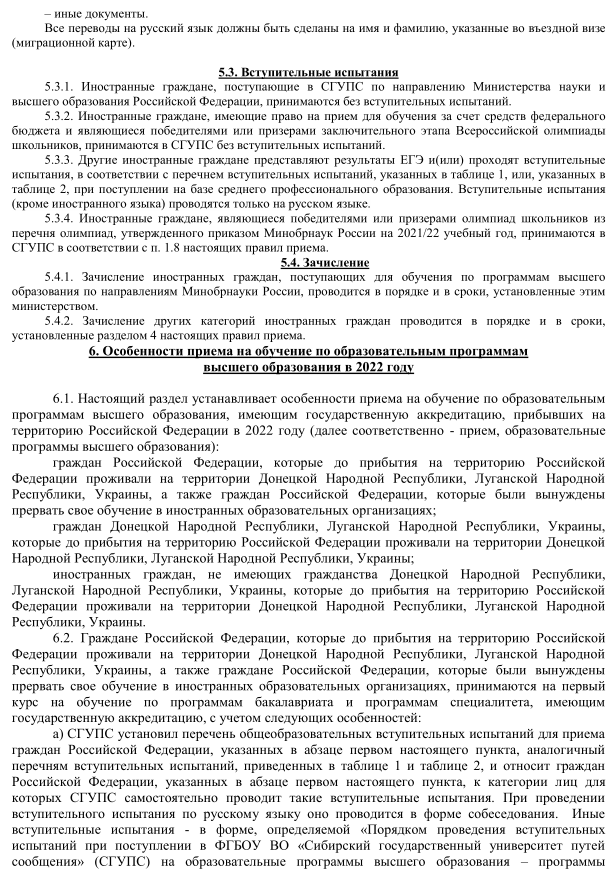 – иные документы.
Все переводы на русский язык должны быть сделаны на имя и фамилию, указанные во въездной визе
(миграционной карте).
5.3. Вступительные испытания
5.3.1. Иностранные граждане, поступающие в СГУПС по направлению Министерства науки и
высшего образования Российской Федерации, принимаются без вступительных испытаний.
5.3.2. Иностранные граждане, имеющие право на прием для обучения за счет средств федерального
бюджета и являющиеся победителями или призерами заключительного этапа Всероссийской олимпиады
школьников, принимаются в СГУПС без вступительных испытаний.
5.3.3. Другие иностранные граждане представляют результаты ЕГЭ и(или) проходят вступительные
испытания, в соответствии с перечнем вступительных испытаний, указанных в таблице 1, или, указанных в
таблице 2, при поступлении на базе среднего профессионального образования. Вступительные испытания
(кроме иностранного языка) проводятся только на русском языке.
5.3.4. Иностранные граждане, являющиеся победителями или призерами олимпиад школьников из
перечня олимпиад, утвержденного приказом Минобрнаук России на 2021/22 учебный год, принимаются в
СГУПС в соответствии с п. 1.8 настоящих правил приема.
5.4. Зачисление
5.4.1. Зачисление иностранных граждан, поступающих для обучения по программам высшего
образования по направлениям Минобрнауки России, проводится в порядке и в сроки, установленные этим
министерством.
5.4.2. Зачисление других категорий иностранных граждан проводится в порядке и в сроки,
установленные разделом 4 настоящих правил приема.
6. Особенности приема на обучение по образовательным программам
высшего образования в 2022 году
6.1. Настоящий раздел устанавливает особенности приема на обучение по образовательным
программам высшего образования, имеющим государственную аккредитацию, прибывших на
территорию Российской Федерации в 2022 году (далее соответственно - прием, образовательные
программы высшего образования):
граждан Российской Федерации, которые до прибытия на территорию Российской
Федерации проживали на территории Донецкой Народной Республики, Луганской Народной
Республики, Украины, а также граждан Российской Федерации, которые были вынуждены
прервать свое обучение в иностранных образовательных организациях;
граждан Донецкой Народной Республики, Луганской Народной Республики, Украины,
которые до прибытия на территорию Российской Федерации проживали на территории Донецкой
Народной Республики, Луганской Народной Республики, Украины;
иностранных граждан, не имеющих гражданства Донецкой Народной Республики,
Луганской Народной Республики, Украины, которые до прибытия на территорию Российской
Федерации проживали на территории Донецкой Народной Республики, Луганской Народной
Республики, Украины.
6.2. Граждане Российской Федерации, которые до прибытия на территорию Российской
Федерации проживали на территории Донецкой Народной Республики, Луганской Народной
Республики, Украины, а также граждане Российской Федерации, которые были вынуждены
прервать свое обучение в иностранных образовательных организациях, принимаются на первый
курс на обучение по программам бакалавриата и программам специалитета, имеющим
государственную аккредитацию, с учетом следующих особенностей:
а) СГУПС установил перечень общеобразовательных вступительных испытаний для приема
граждан Российской Федерации, указанных в абзаце первом настоящего пункта, аналогичный
перечням вступительных испытаний, приведенных в таблице 1 и таблице 2, и относит граждан
Российской Федерации, указанных в абзаце первом настоящего пункта, к категории лиц для
которых СГУПС самостоятельно проводит такие вступительные испытания. При проведении
вступительного испытания по русскому языку оно проводится в форме собеседования. Иные
вступительные испытания - в форме, определяемой «Порядком проведения вступительных
испытаний при поступлении в ФГБОУ ВО «Сибирский государственный университет путей
сообщения» (СГУПС) на образовательные программы высшего образования – программы